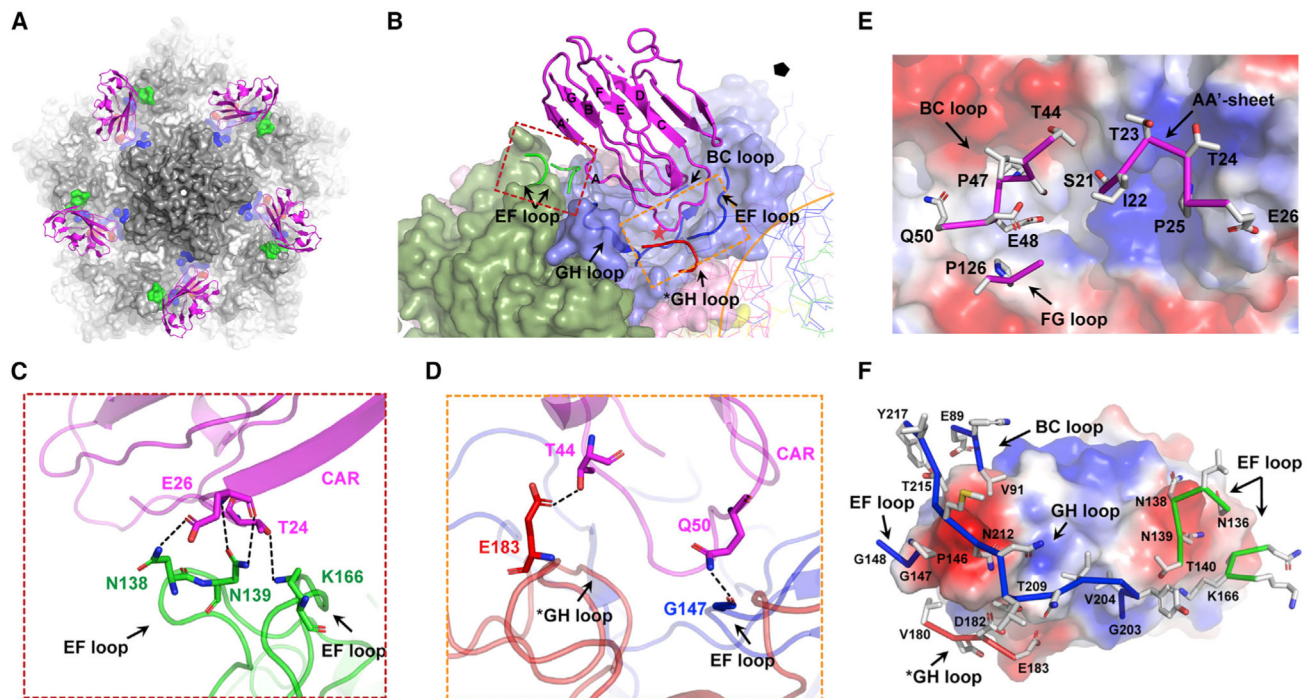 A
B
G
F
D
B
E
A'
C
A
BC loop
EF loop
EF loop
GH loop
*GH loop
E
BC loop
T44
AA'-sheet
T23
T24
P47
S21
I22
P25
E26
Q50
E48
P126
FG loop
C
E26
CAR
T24
N138
N139
K166
EF loop
EF loop
D
T44
CAR
Q50
E183
*GH loop
G147
EF loop
F
Y217
E89
BC loop
T215
V91
EF loop
GH loop
N138
EF loop
N136
N139
G148
P146
N212
G147
T140
T209
V204
K166
D182
G203
V180
E183
*GH loop